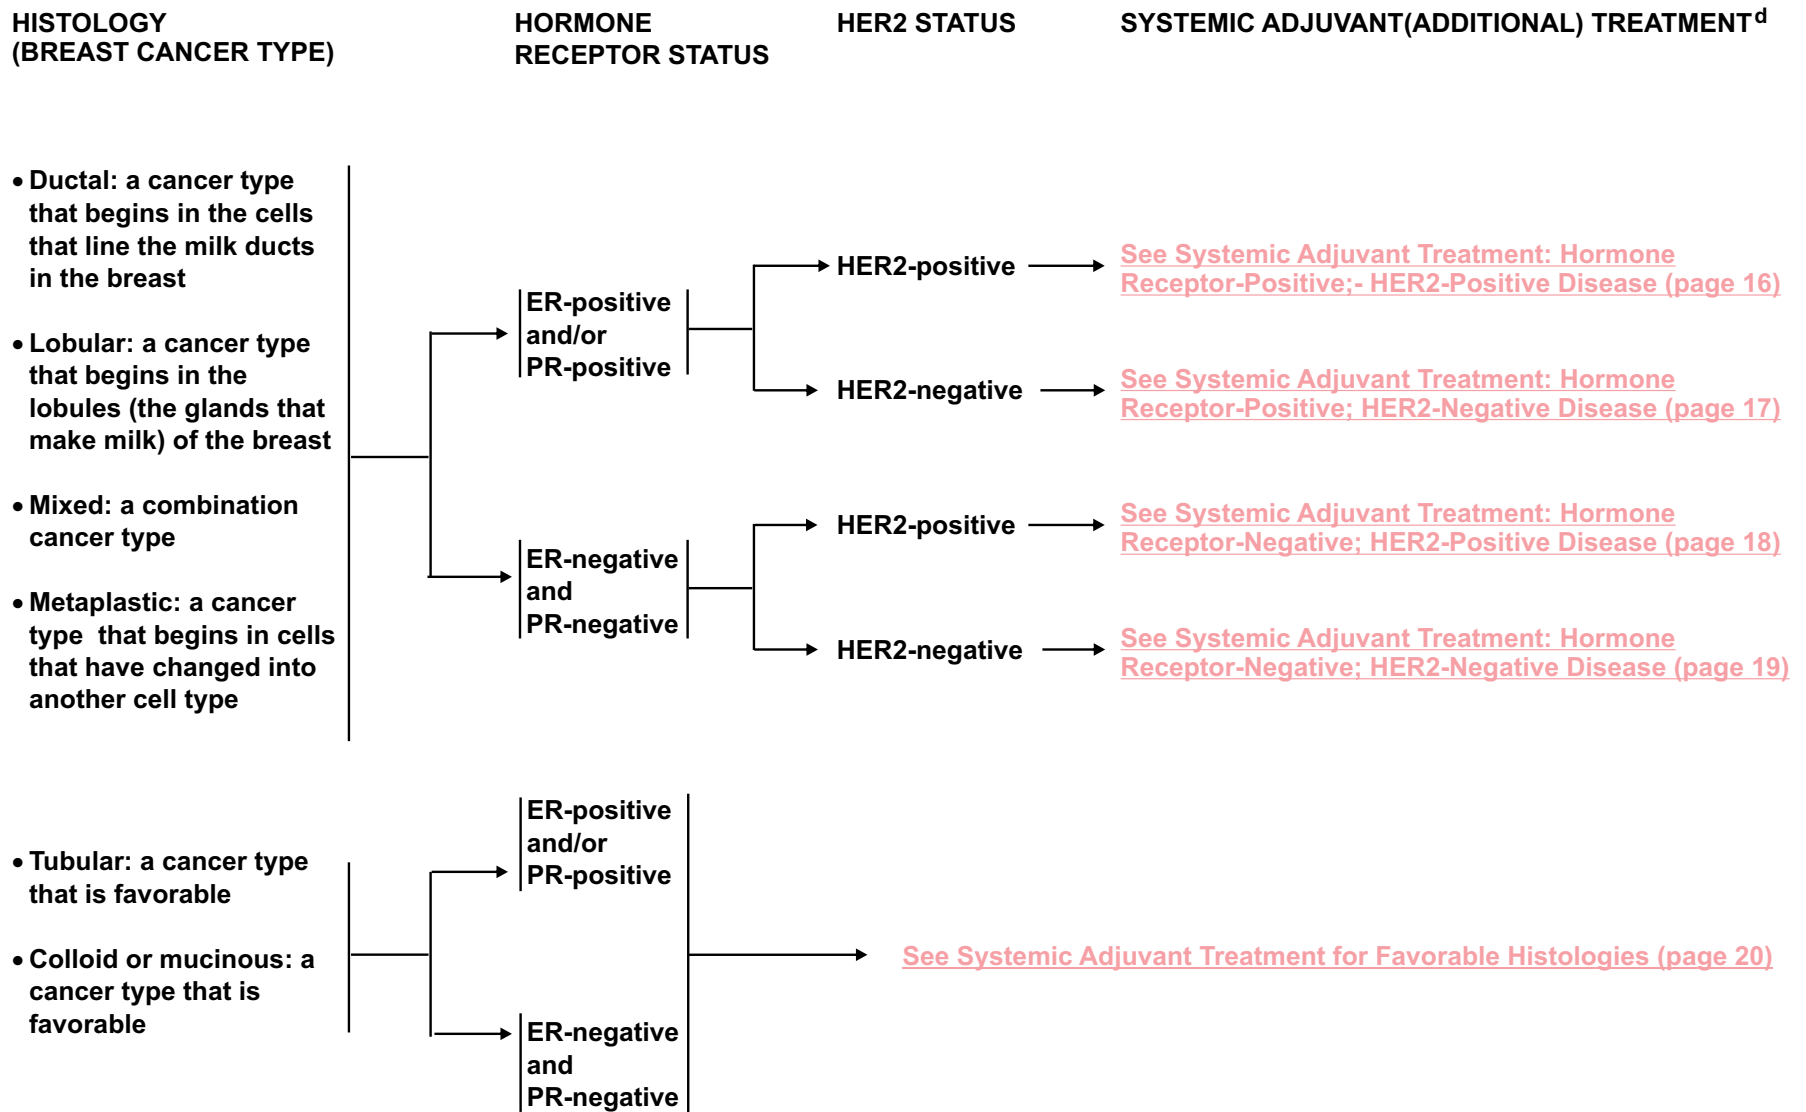 HISTOLOGY
(BREAST CANCER TYPE)
HORMONE
RECEPTOR STATUS
HER2 STATUS
SYSTEMIC ADJUVANT(ADDITIONAL) TREATMENTd
• Ductal: a cancer type
that begins in the cells
that line the milk ducts
in the breast
• Lobular: a cancer type
that begins in the
lobules (the glands that
make milk) of the breast
• Mixed: a combination
cancer type
• Metaplastic: a cancer
type that begins in cells
that have changed into
another cell type
ER-positive
and/or
PR-positive
HER2-positive
See Systemic Adjuvant Treatment: Hormone
Receptor-Positive;- HER2-Positive Disease (page 16)
HER2-negative
See Systemic Adjuvant Treatment: Hormone
Receptor-Positive; HER2-Negative Disease (page 17)
ER-negative
and
PR-negative
HER2-positive
See Systemic Adjuvant Treatment: Hormone
Receptor-Negative; HER2-Positive Disease (page 18)
HER2-negative
See Systemic Adjuvant Treatment: Hormone
Receptor-Negative; HER2-Negative Disease (page 19)
• Tubular: a cancer type
that is favorable
• Colloid or mucinous: a
cancer type that is
favorable
ER-positive
and/or
PR-positive
ER-negative
and
PR-negative
See Systemic Adjuvant Treatment for Favorable Histologies (page 20)